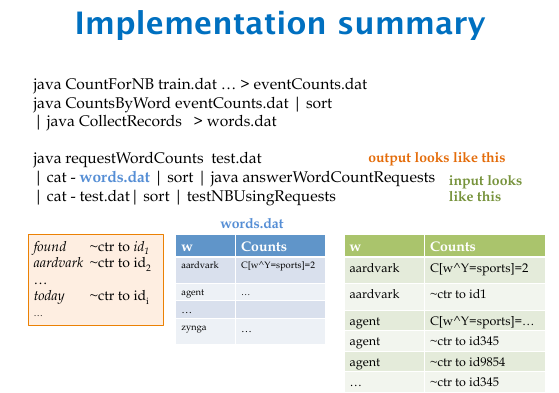 Implementation summary
java CountForNB train.dat … > eventCounts.dat
java CountsByWord eventCounts.dat | sort
| java CollectRecords > words.dat
java requestWordCounts test.dat
output looks like this
| cat - words.dat | sort | java answerWordCountRequests
input looks
like this
| cat - test.dat| sort | testNBUsingRequests
words.dat
found ~ctr to id1
aardvark ~ctr to id2
…
today ~ctr to idi
…
w Counts
aardvark C[w^Y=sports]=2
agent …
…
zynga …
w Counts
aardvark C[w^Y=sports]=2
aardvark ~ctr to id1
agent C[w^Y=sports]=…
agent ~ctr to id345
agent ~ctr to id9854
… ~ctr to id345